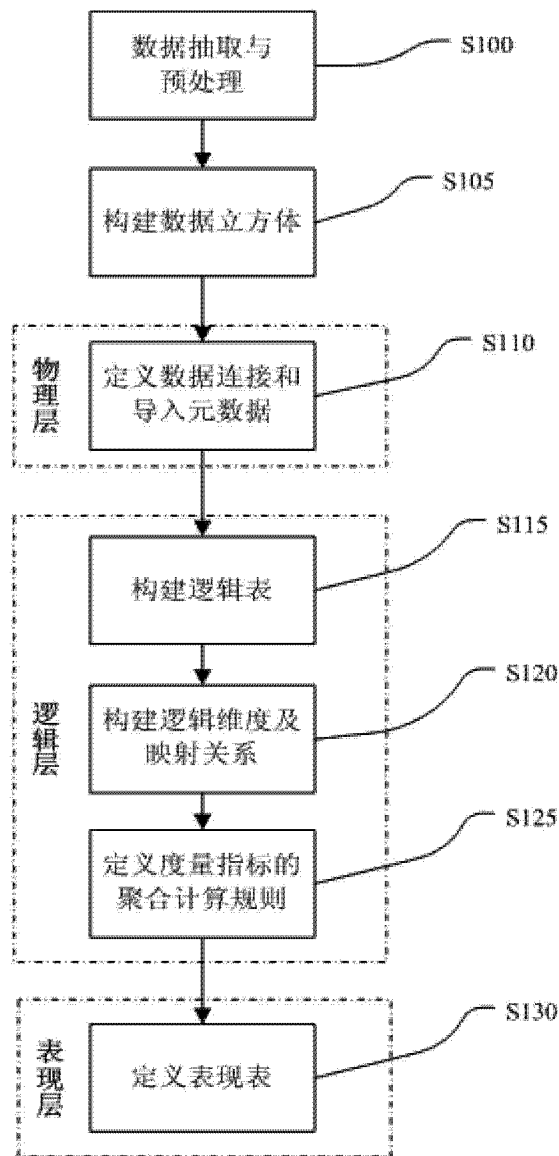 数据抽取与
预处理
S100
构建数据立方体
S105
物理层
定义数据连接和
导入元数据
S110
逻辑层
构建逻辑表
S115
构建逻辑维度及
映射关系
S120
定义度量指标的
聚合计算规则
S125
表现层
定义表现表
S130